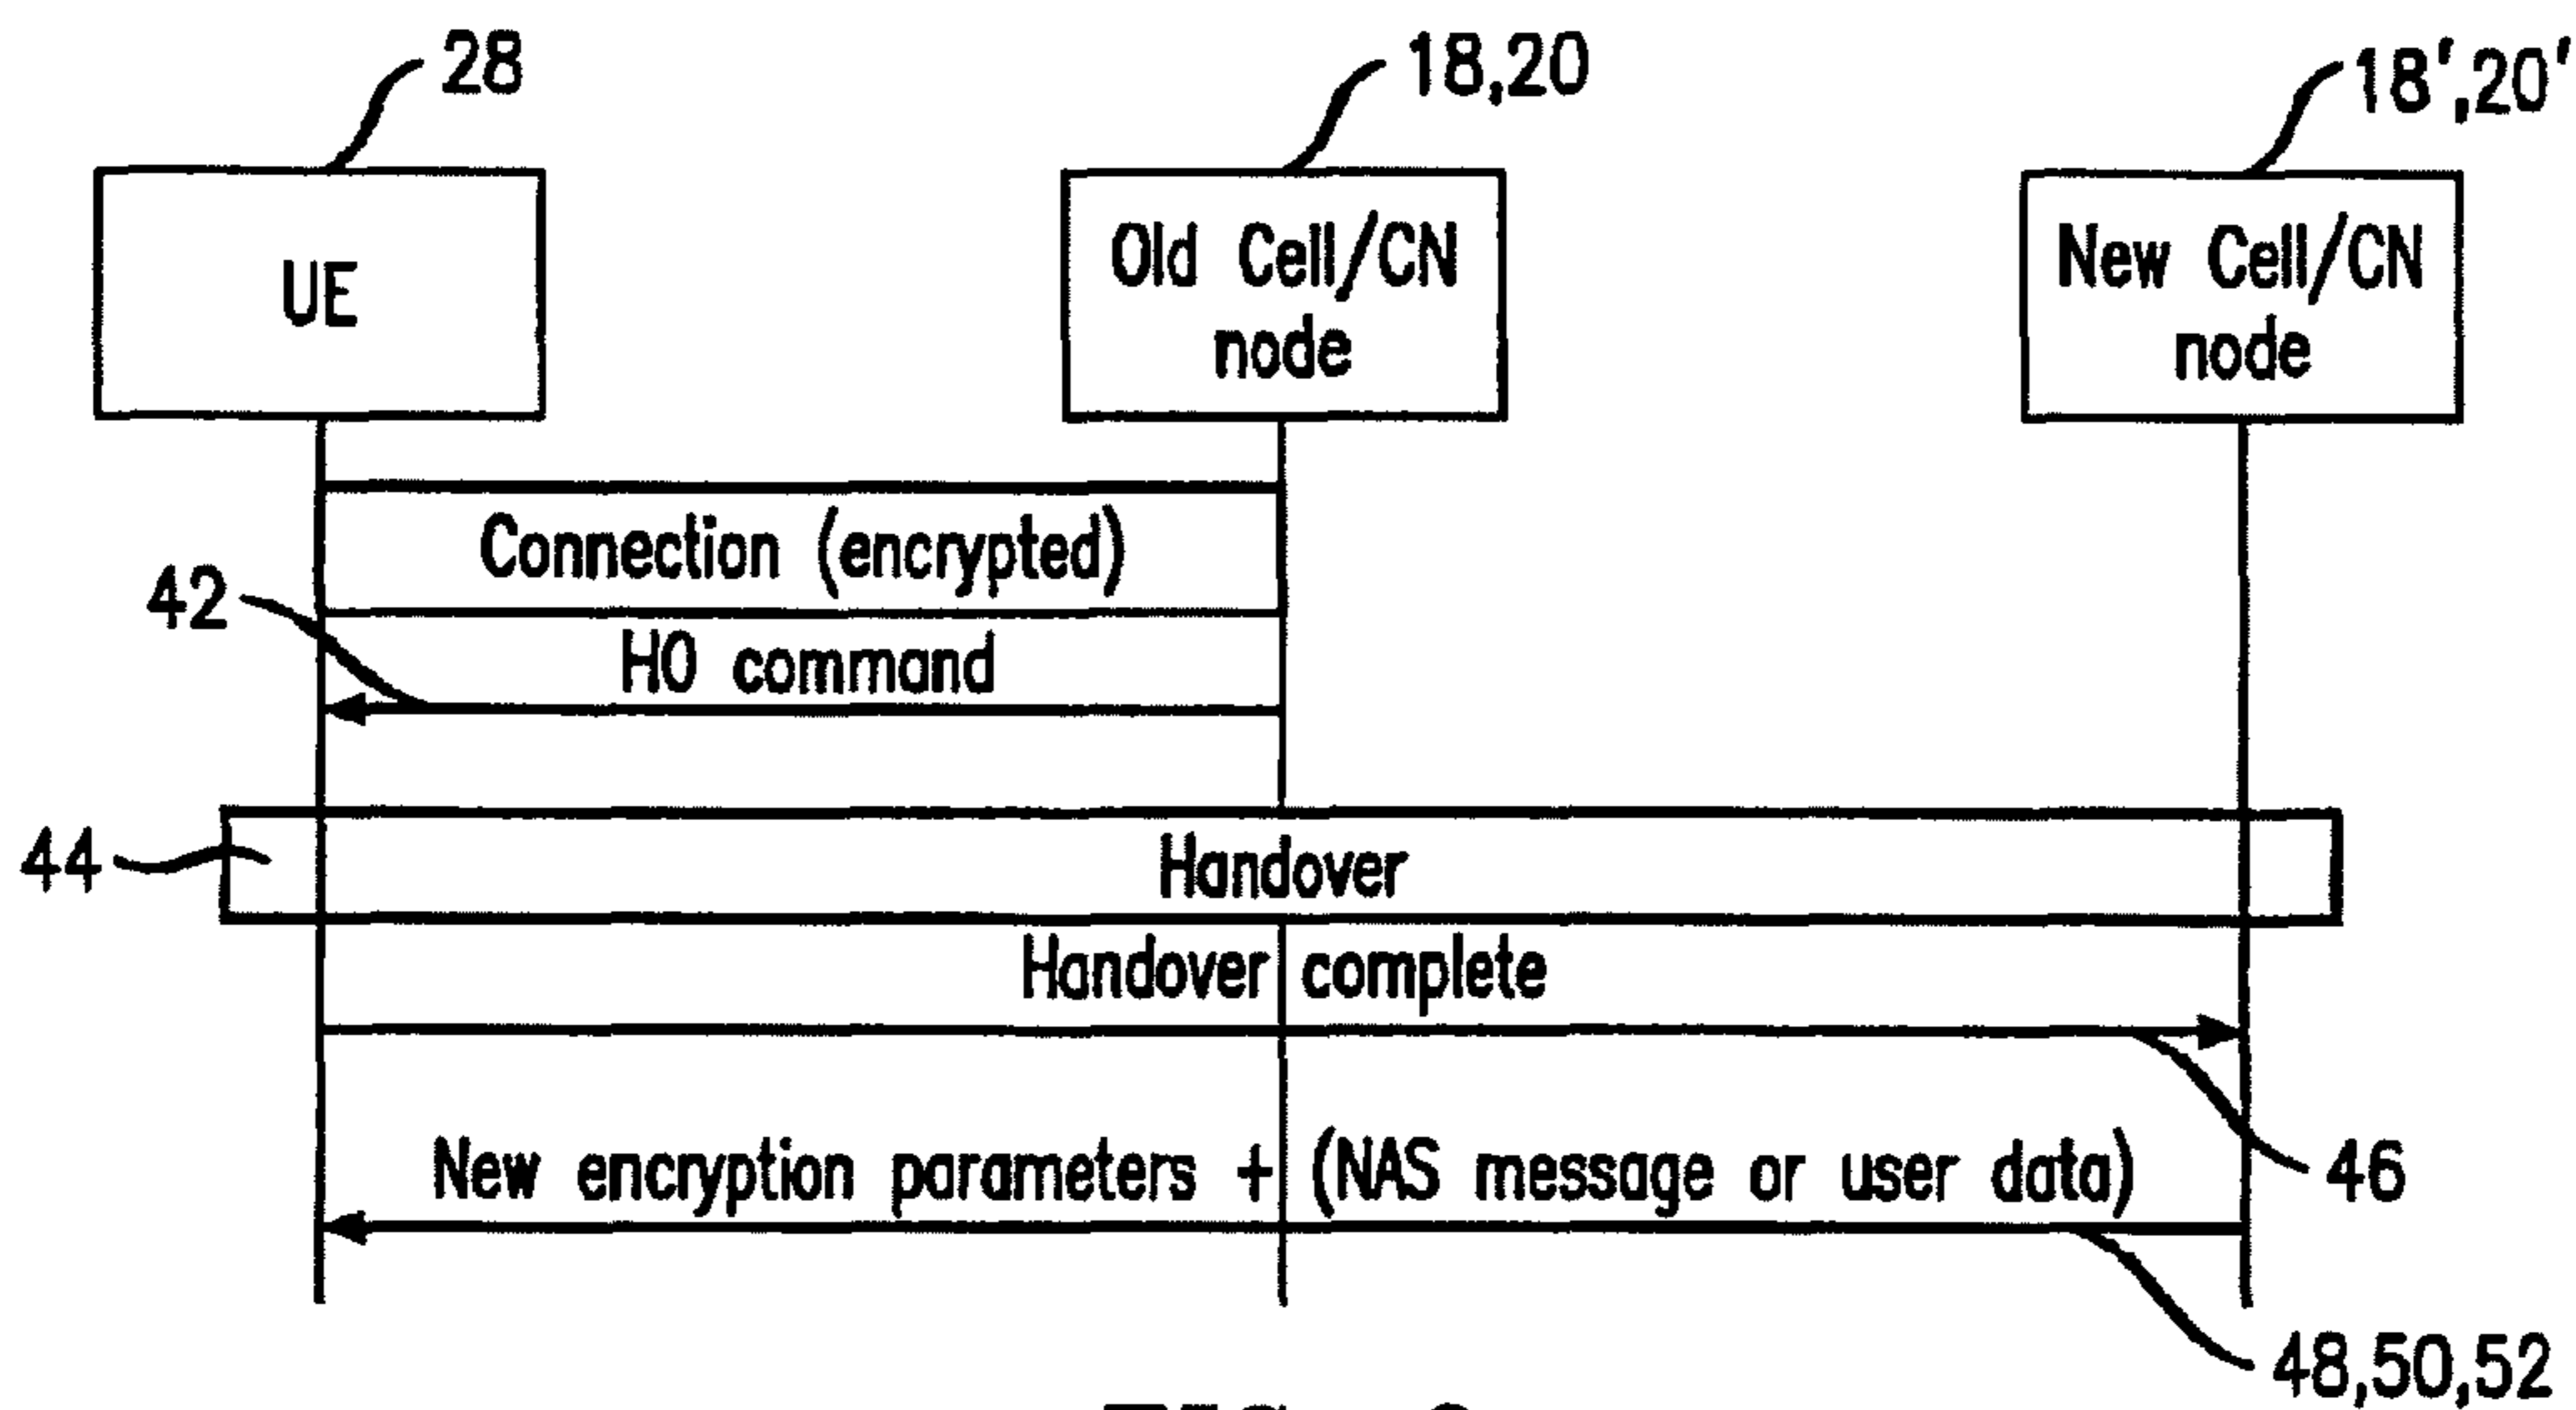 28
18,20
18',20'
UE
Old Cell/CN
node
New Cell/CN
node
Connection (encrypted)
42
HO command
44
Handover
Handover complete
46
New encryption parameters + (NAS message or user data)
48,50,52